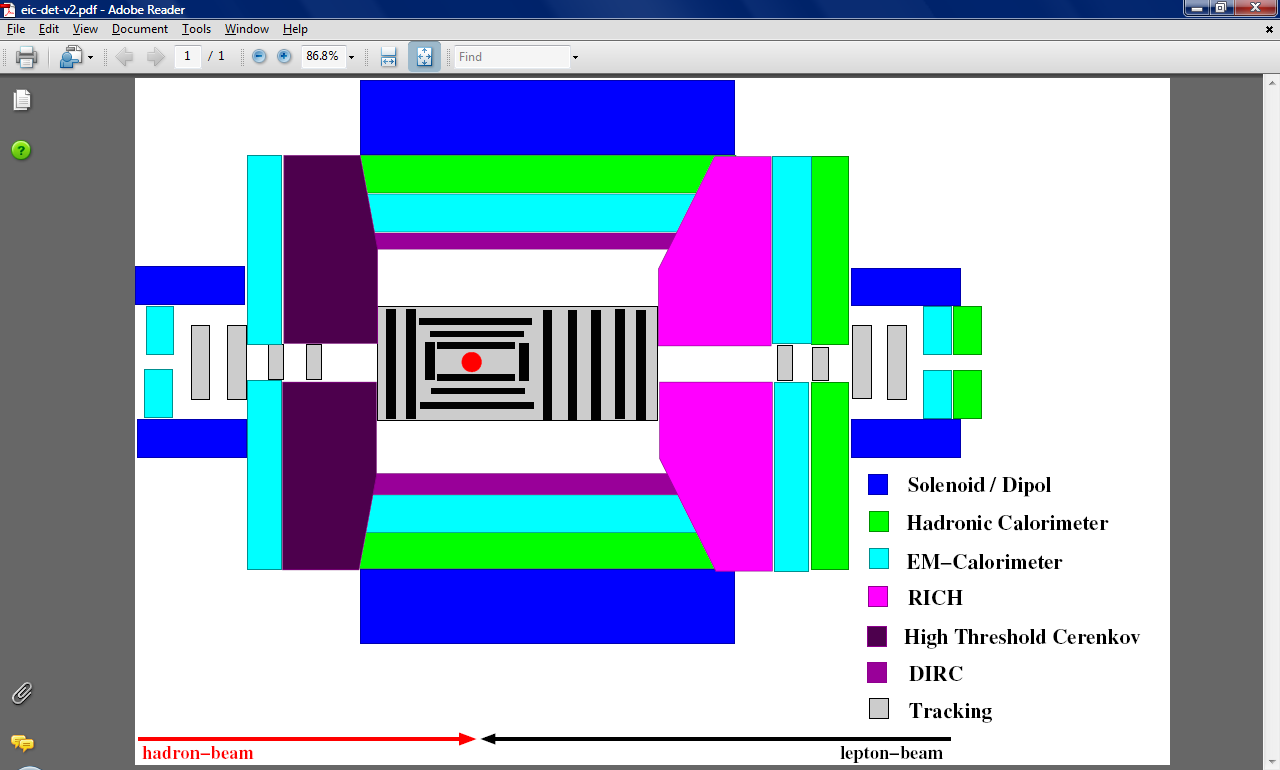 eic-det-v2.pdf - Adobe Reader
File Edit View Document Tools Window Help
1 / 1 86.8% Find
Solenoid / Dipol
Hadronic Calorimeter
EM-Calorimeter
RICH
High Threshold Cerenkov
DIRC
Tracking
hadron-beam
lepton-beam